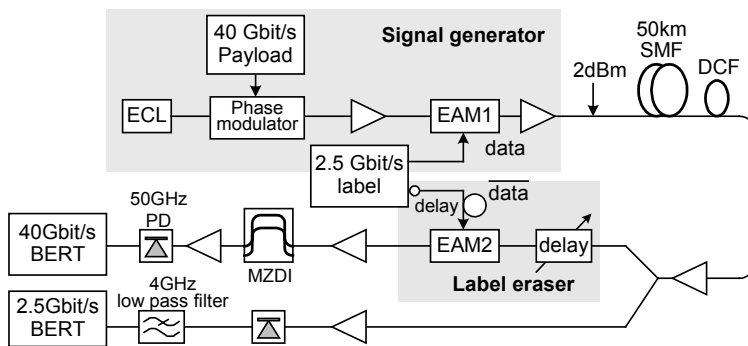 40 Gbit/s
Payload
Signal generator
50km
SMF
DCF
2dBm
ECL
Phase
modulator
EAM1
data
2.5 Gbit/s
label
data
delay
50GHz
PD
40Gbit/s
BERT
MZDI
EAM2
delay
Label eraser
4GHz
low pass filter
2.5Gbit/s
BERT